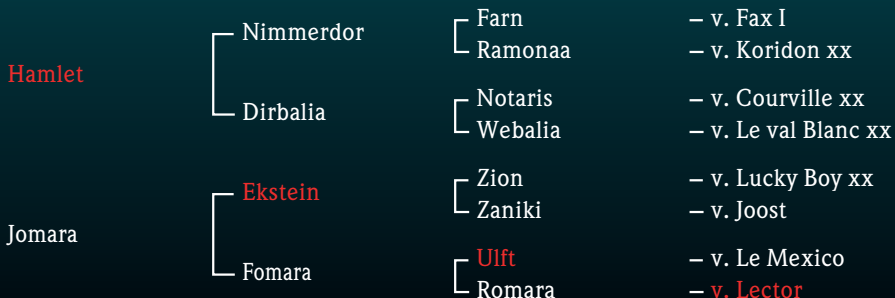 Farn – v. Fax I
Nimmerdor
Ramonaa – v. Koridon xx
Hamlet
Notaris – v. Courville xx
Dirbalia
Webalia – v. Le val Blanc xx
Zion – v. Lucky Boy xx
Ekstein
Zaniki – v. Joost
Jomara
Ulft – v. Le Mexico
Fomara
Romara – v. Lector